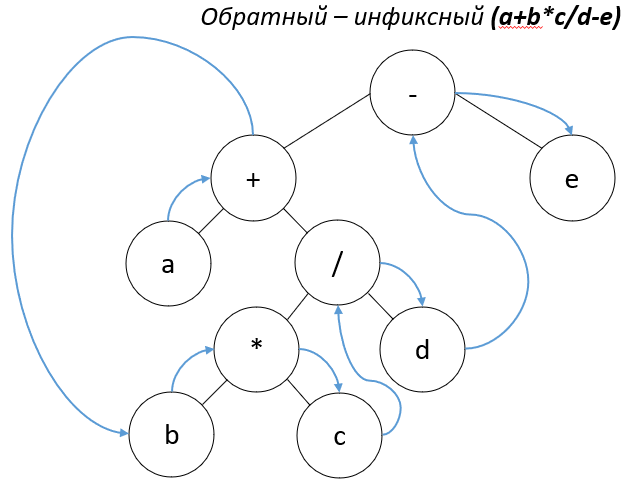 Обратный – инфиксный (a+b*c/d-e)
-
+
e
a
/
*
d
b
c